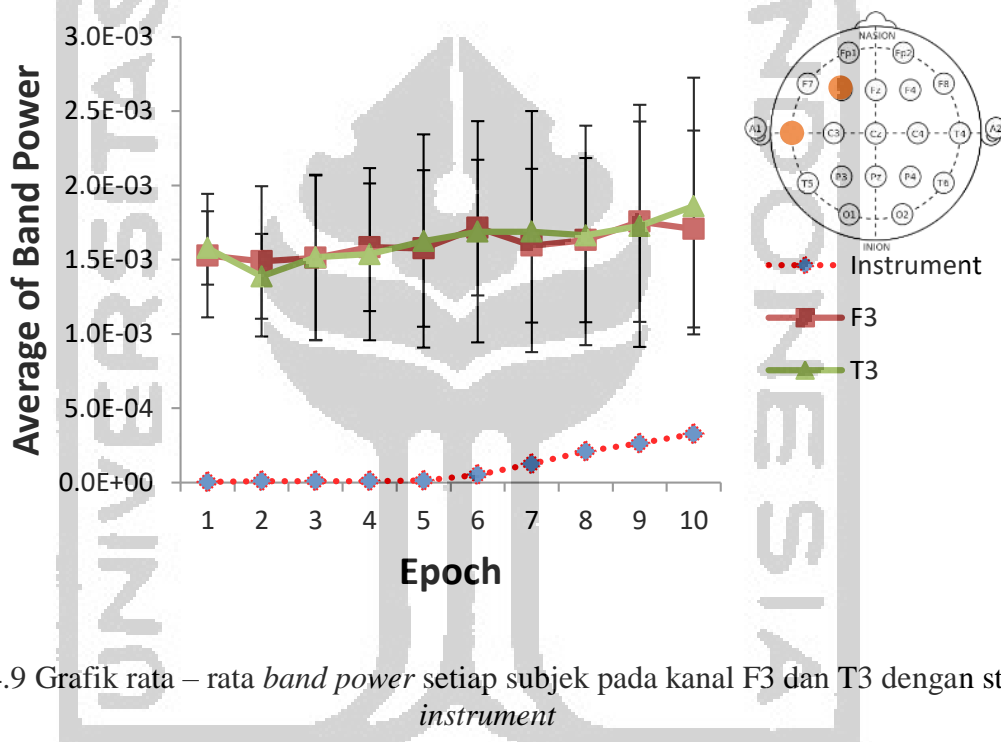 3.0E-03
2.5E-03
2.0E-03
1.5E-03
1.0E-03
5.0E-04
0.0E+00
Average of Band Power
1 2 3 4 5 6 7 8 9 10
Epoch
NASION
Fp1 Fp2
F7 Fz F4 F8
A1 C3 Cz C4 T4 A2
T5 P3 Pz P4 T6
O1 O2
INION
Instrument
F3
T3
.9 Grafik rata – rata band power setiap subjek pada kanal F3 dan T3 dengan st
instrument